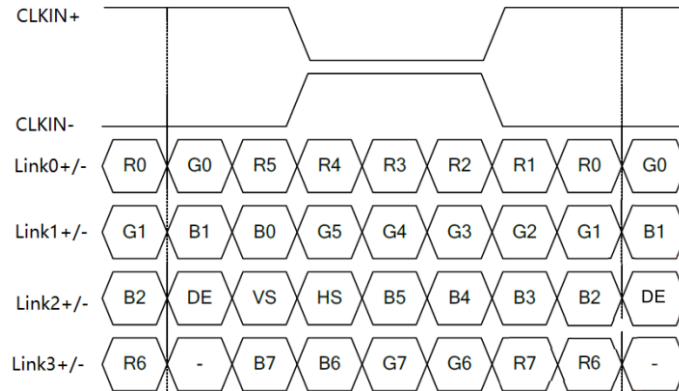 CLKIN+
CLKIN-
Link0+/- R0 G0 R5 R4 R3 R2 R1 R0 G0
Link1+/- G1 B1 B0 G5 G4 G3 G2 G1 B1
Link2+/- B2 DE VS HS B5 B4 B3 B2 DE
Link3+/- R6 - B7 B6 G7 G6 R7 R6 -